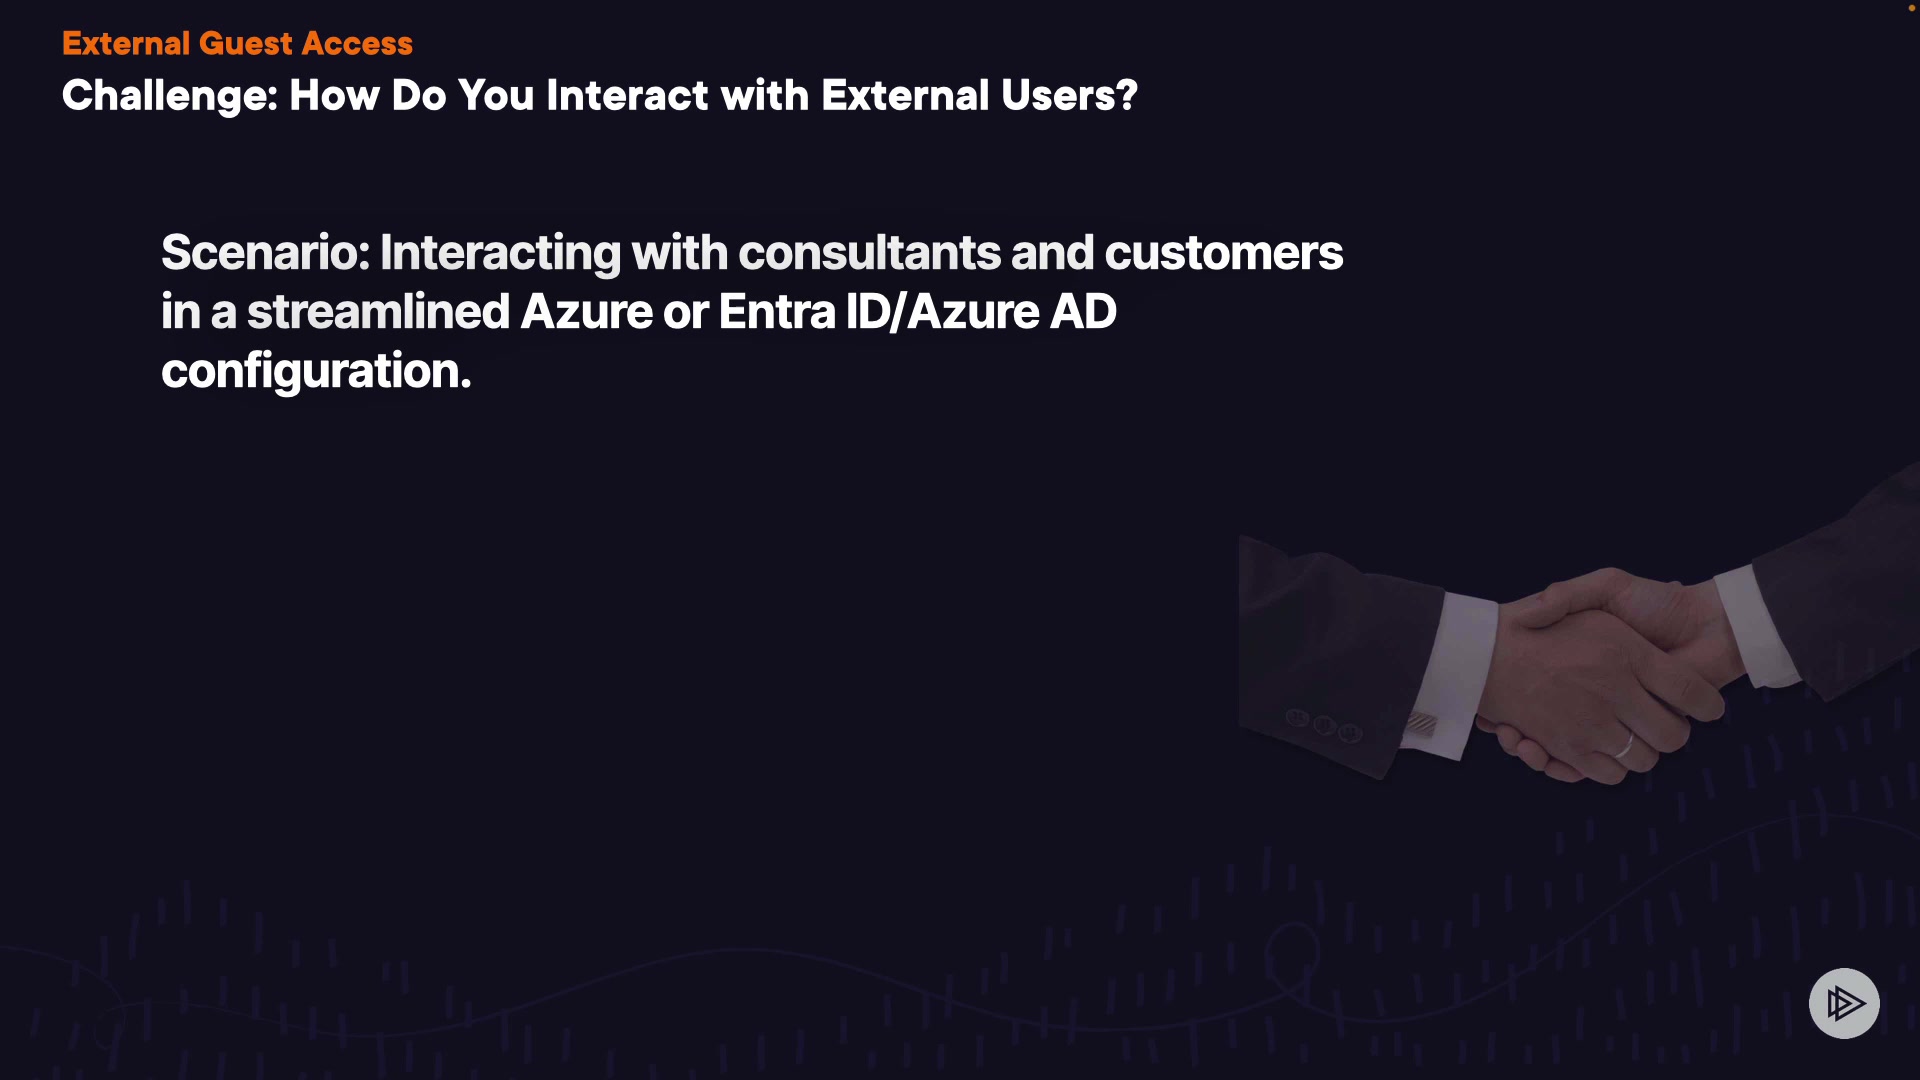 External Guest Access
Challenge: How Do You Interact with External Users?
Scenario: Interacting with consultants and customers
in a streamlined Azure or Entra ID/Azure AD
configuration.